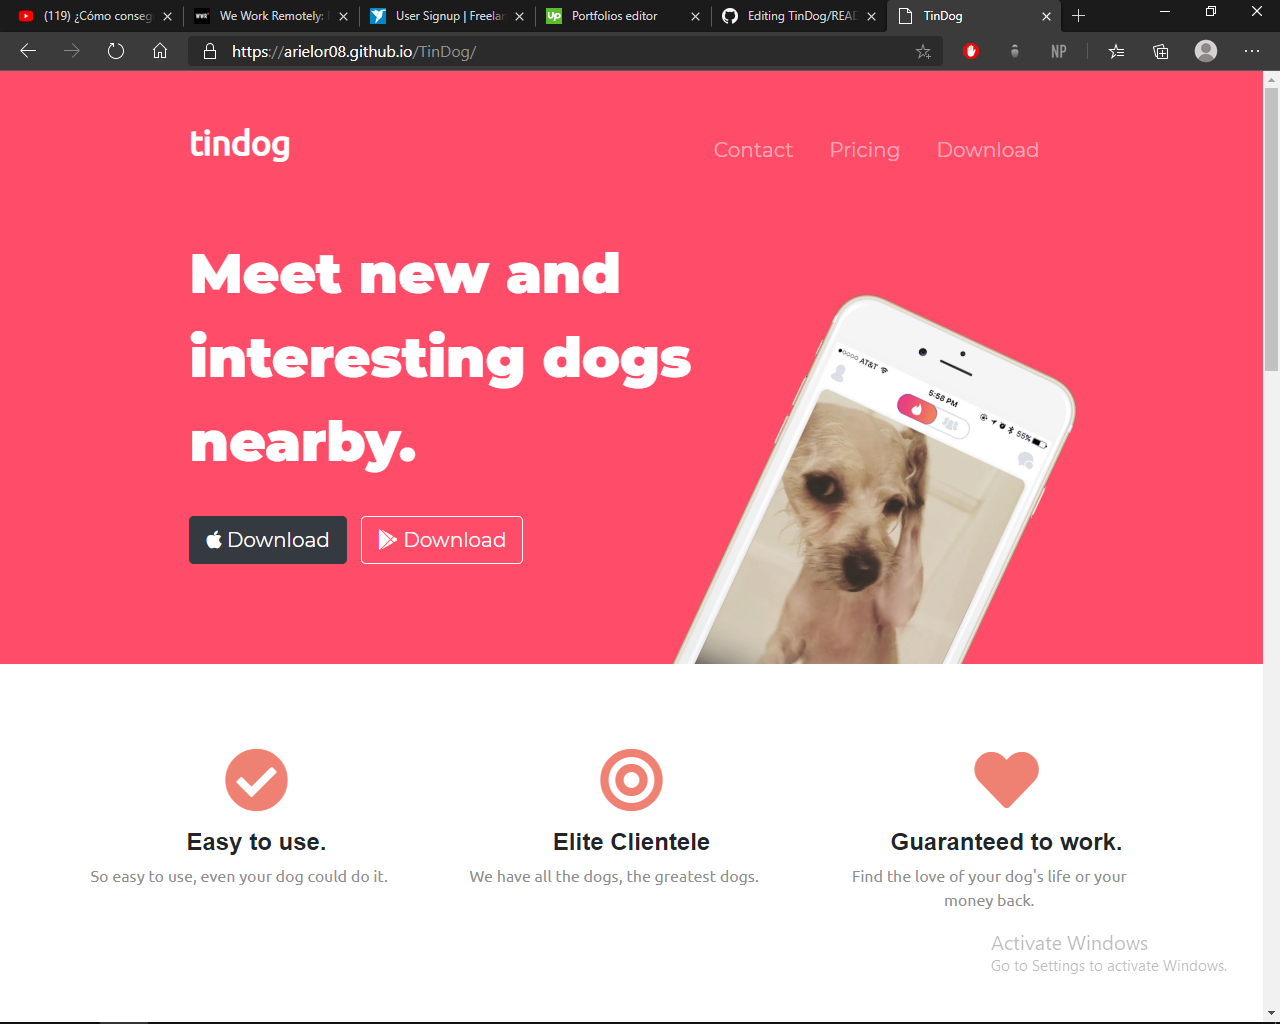 (119) ¿Cómo conseg
We Work Remotely:
User Signup | Freelan
Portfolios editor
Editing TinDog/READ
TinDog
https://arielor08.github.io/TinDog/
NP
tindog
Contact Pricing Download
Meet new and
interesting dogs
nearby.
AT&T
5:58 PM
55%
Download Download
Easy to use.
So easy to use, even your dog could do it.
Elite Clientele
We have all the dogs, the greatest dogs.
Guaranteed to work.
Find the love of your dog's life or your
money back.
Activate Windows
Go to Settings to activate Windows.